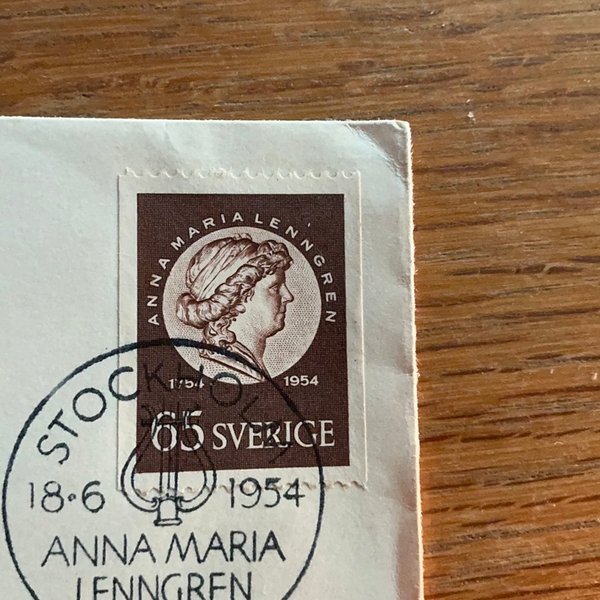 ANNA MARIA LENNGREN
1754 1954
65 SVERIGE
STOCKHOLM
18·6 1954
ANNA MARIA
LENNGREN